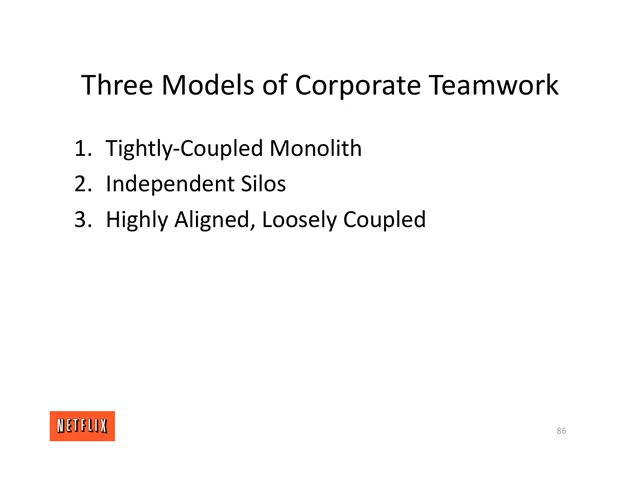 Three Models of Corporate Teamwork
1. Tightly-Coupled Monolith
2. Independent Silos
3. Highly Aligned, Loosely Coupled
NETFLIX
86